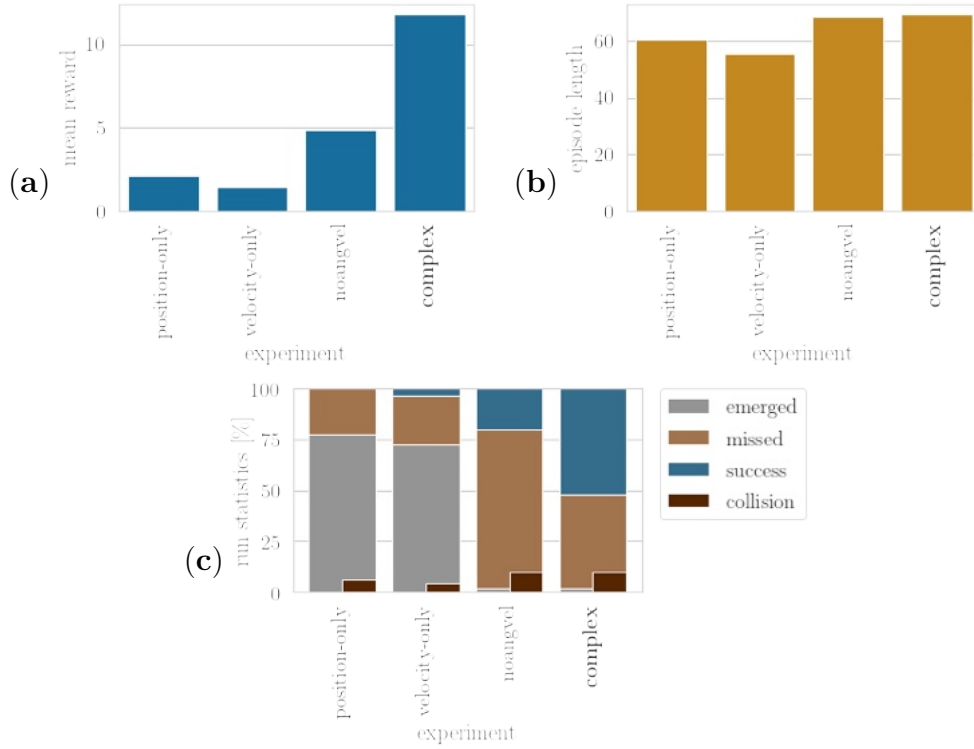 (a)
mean reward
10
5
0
position-only
velocity-only
noangvel
complex
experiment
(b)
episode length
60
40
20
0
position-only
velocity-only
noangvel
complex
experiment
(c)
run statistics [%]
100
75
50
25
0
position-only
velocity-only
noangvel
complex
experiment
emerged
missed
success
collision